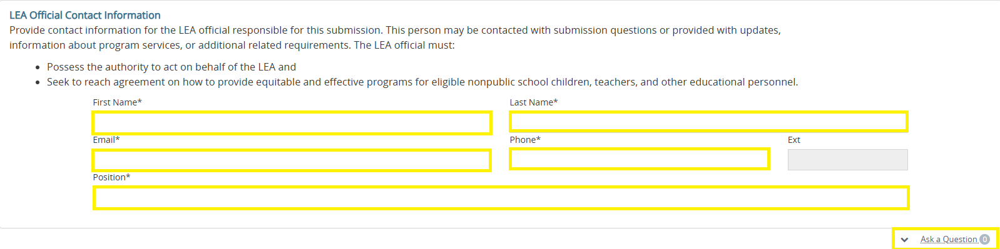 LEA Official Contact Information
Provide contact information for the LEA official responsible for this submission. This person may be contacted with submission questions or provided with updates,
information about program services, or additional related requirements. The LEA official must:
• Possess the authority to act on behalf of the LEA and
• Seek to reach agreement on how to provide equitable and effective programs for eligible nonpublic school children, teachers, and other educational personnel.
First Name* Last Name*
Email* Phone* Ext
Position*
Ask a Question 0